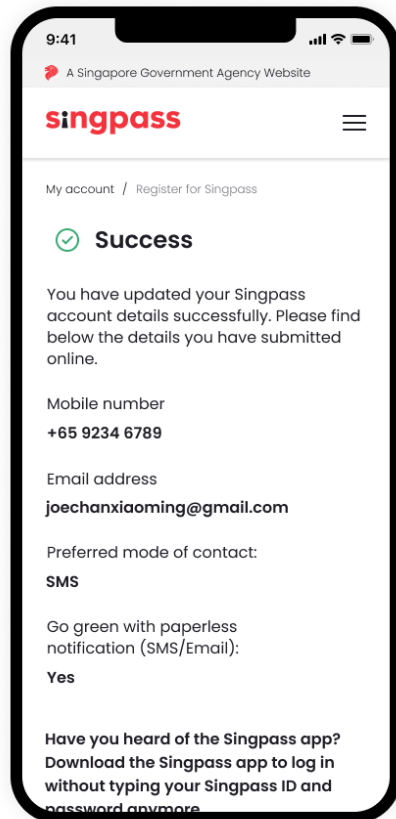 9:41
A Singapore Government Agency Website
singpass
My account / Register for Singpass
Success
You have updated your Singpass
account details successfully. Please find
below the details you have submitted
online.
Mobile number
+65 9234 6789
Email address
joechanxiaoming@gmail.com
Preferred mode of contact:
SMS
Go green with paperless
notification (SMS/Email):
Yes
Have you heard of the Singpass app?
Download the Singpass app to log in
without typing your Singpass ID and
password anymore